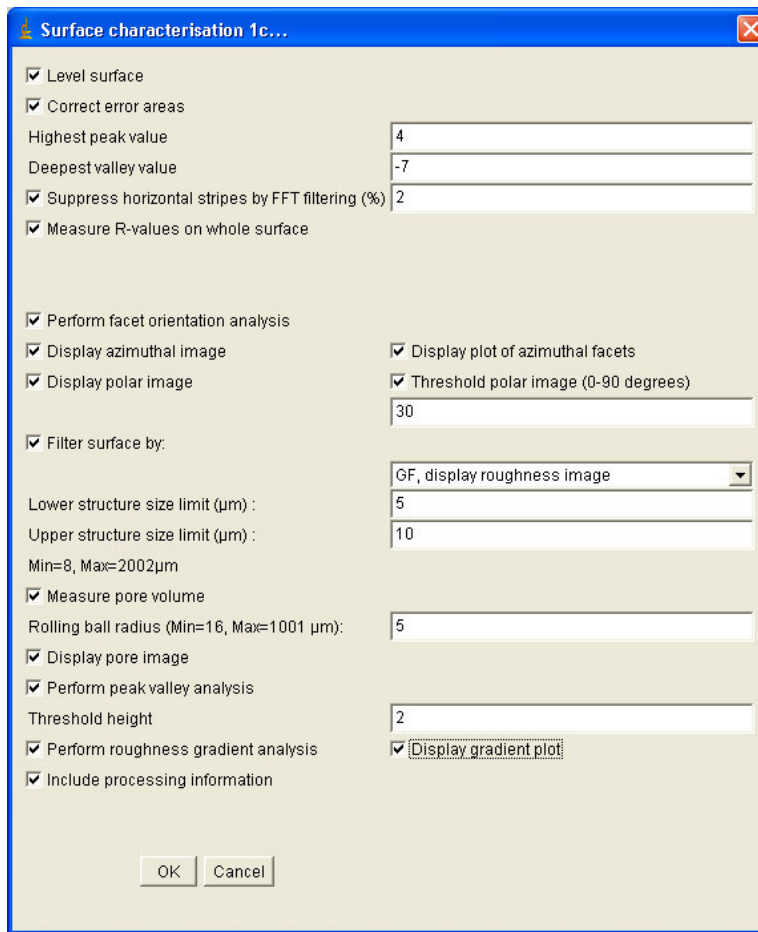 Surface characterisation 1c...
Level surface
Correct error areas
Highest peak value 4
Deepest valley value -7
Suppress horizontal stripes by FFT filtering (%) 2
Measure R-values on whole surface
Perform facet orientation analysis
Display azimuthal image Display plot of azimuthal facets
Display polar image Threshold polar image (0-90 degrees)
30
Filter surface by:
GF, display roughness image
Lower structure size limit (µm) : 5
Upper structure size limit (µm) : 10
Min=8, Max=2002µm
Measure pore volume
Rolling ball radius (Min=16, Max=1001 µm): 5
Display pore image
Perform peak valley analysis
Threshold height 2
Perform roughness gradient analysis Display gradient plot
Include processing information
OK Cancel